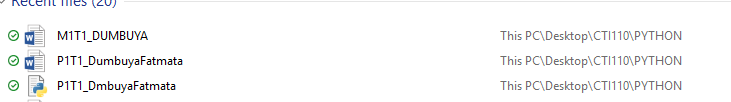 Recent files (20)
M1T1_DUMBUYA This PC\Desktop\CTI110\PYTHON
P1T1_DumbuyaFatmata This PC\Desktop\CTI110\PYTHON
P1T1_DmbuyaFatmata This PC\Desktop\CTI110\PYTHON